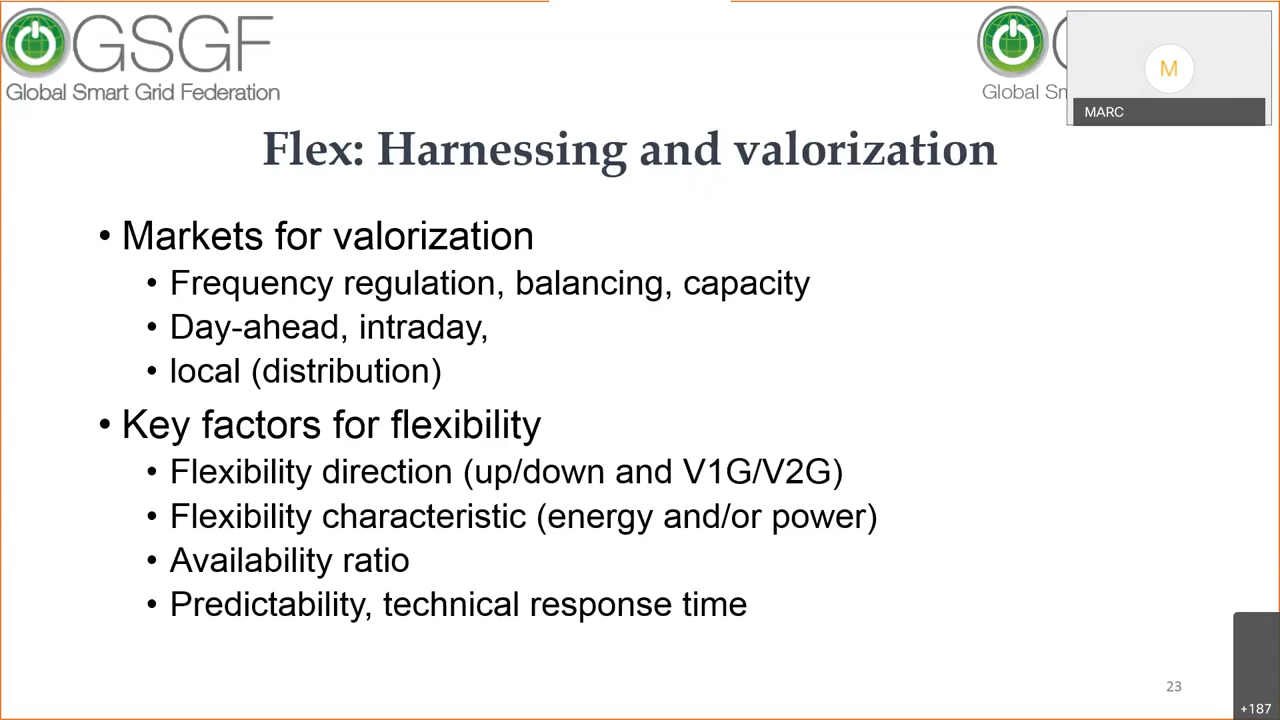 GSGF
Global Smart Grid Federation
Global Sm
M
MARC
Flex: Harnessing and valorization
• Markets for valorization
• Frequency regulation, balancing, capacity
• Day-ahead, intraday,
• local (distribution)
• Key factors for flexibility
• Flexibility direction (up/down and V1G/V2G)
• Flexibility characteristic (energy and/or power)
• Availability ratio
• Predictability, technical response time
23
+187